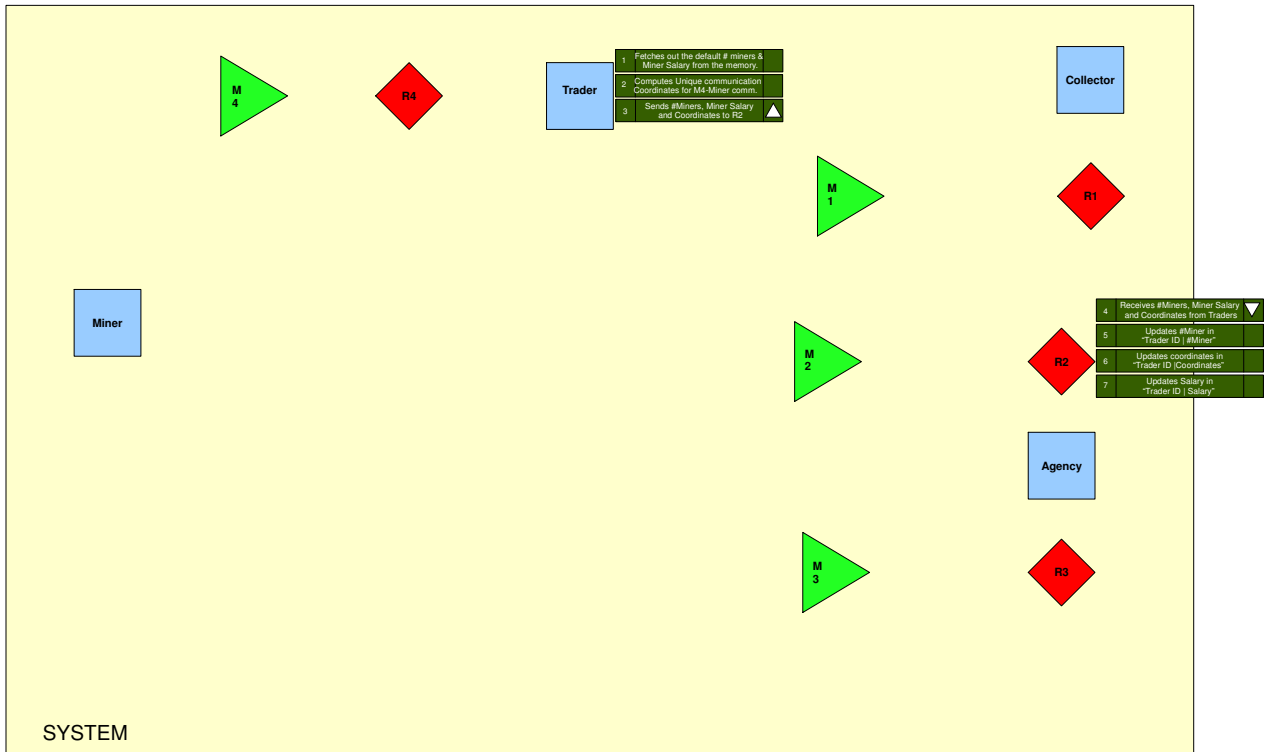 M
4
R4
Trader
1
Fetches out the default # miners &
Miner Salary from the memory.
2
Computes Unique communication
Coordinates for M4-Miner comm.
3
Sends #Miners, Miner Salary
and Coordinates to R2
Collector
M
1
R1
Miner
M
2
R2
4
Receives #Miners, Miner Salary
and Coordinates from Traders
5
Updates #Miner in
“Trader ID | #Miner”
6
Updates coordinates in
“Trader ID |Coordinates”
7
Updates Salary in
“Trader ID | Salary”
Agency
M
3
R3
SYSTEM